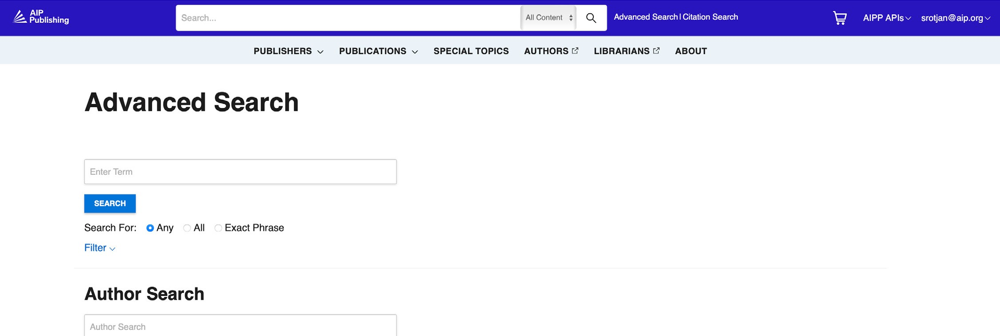 AIP
Publishing
Search...
All Content
Advanced Search | Citation Search
AIPP APIs
srotjan@aip.org
PUBLISHERS
PUBLICATIONS
SPECIAL TOPICS
AUTHORS
LIBRARIANS
ABOUT
Advanced Search
Enter Term
SEARCH
Search For: Any All Exact Phrase
Filter
Author Search
Author Search